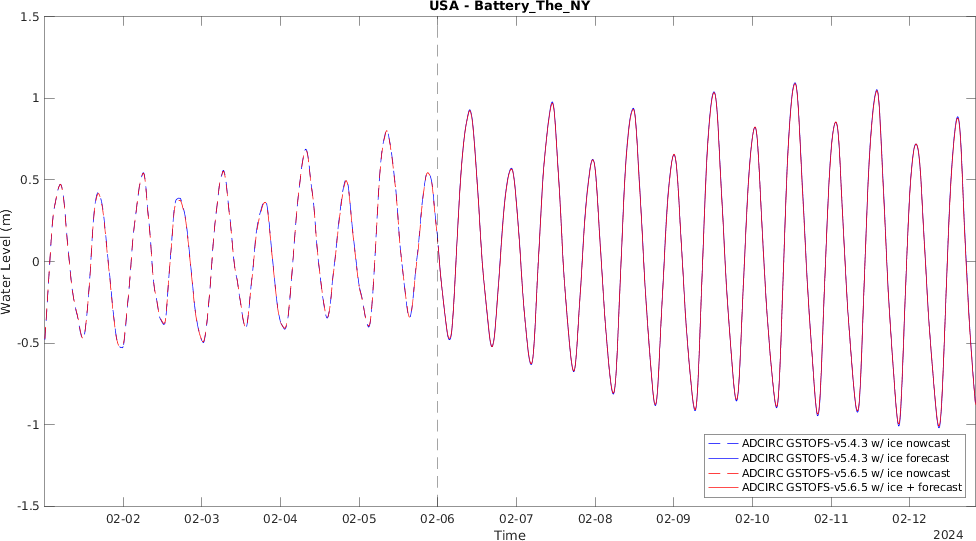 USA - Battery_The_NY
1.5
1
0.5
0
-0.5
-1
-1.5
Water Level (m)
ADCIRC GSTOFS-v5.4.3 w/ ice nowcast
ADCIRC GSTOFS-v5.4.3 w/ ice forecast
ADCIRC GSTOFS-v5.6.5 w/ ice nowcast
ADCIRC GSTOFS-v5.6.5 w/ ice + forecast
02-02 02-03 02-04 02-05 02-06 02-07 02-08 02-09 02-10 02-11 02-12
Time
2024